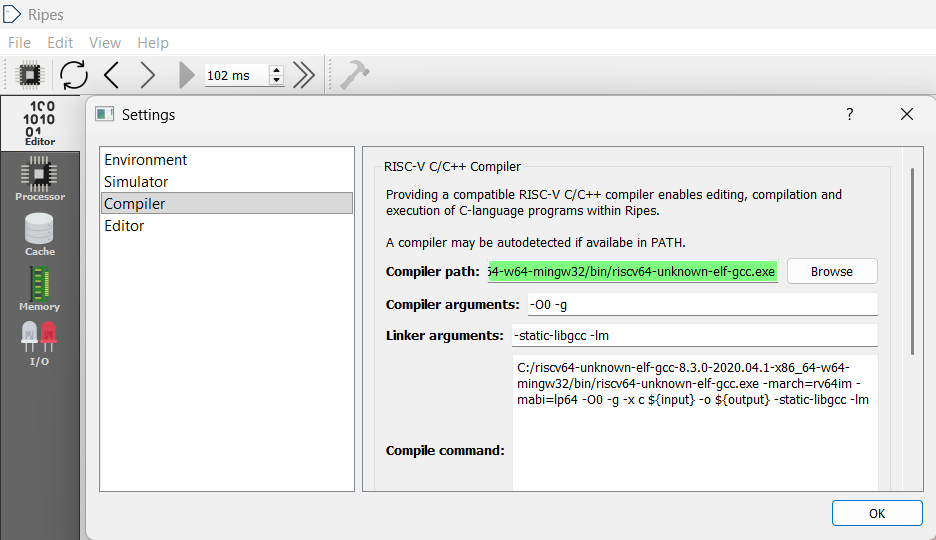 Ripes
File Edit View Help
102 ms
100
1010
01
Editor
Processor
Cache
Memory
I/O
Settings
?
Environment
Simulator
Compiler
Editor
RISC-V C/C++ Compiler
Providing a compatible RISC-V C/C++ compiler enables editing, compilation and
execution of C-language programs within Ripes.
A compiler may be autodetected if availabe in PATH.
Compiler path: 64-w64-mingw32/bin/riscv64-unknown-elf-gcc.exe Browse
Compiler arguments: -O0 -g
Linker arguments: -static-libgcc -lm
C:/riscv64-unknown-elf-gcc-8.3.0-2020.04.1-x86_64-w64-
mingw32/bin/riscv64-unknown-elf-gcc.exe -march=rv64im -
mabi=lp64 -O0 -g -x c ${input} -o ${output} -static-libgcc -lm
Compile command:
OK